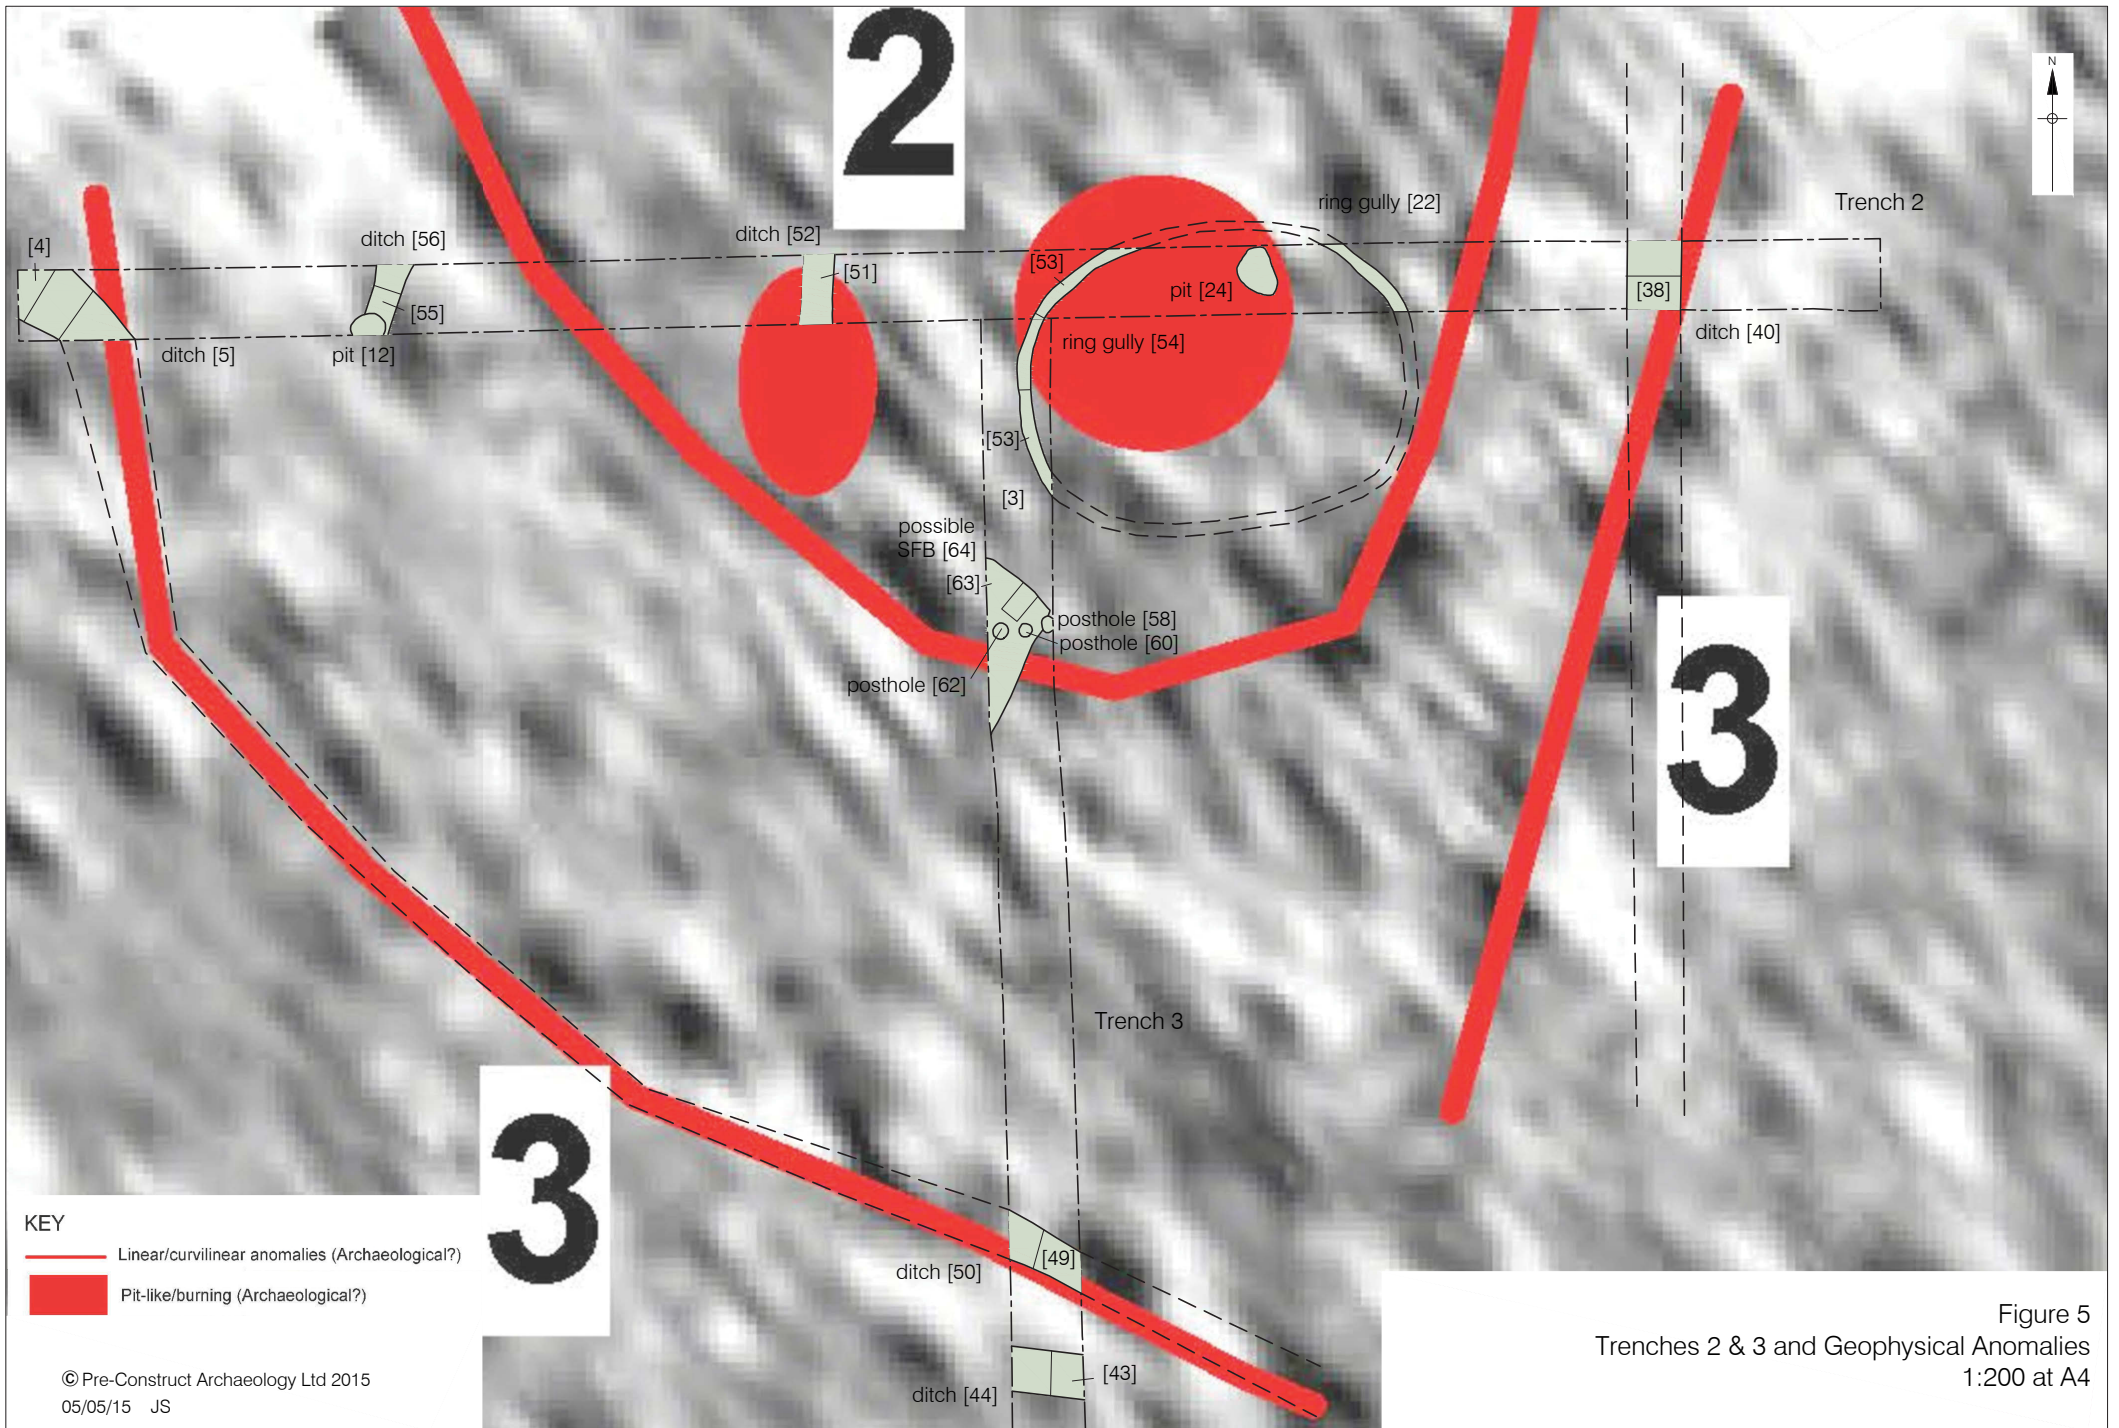 2
N
ring gully [22]
Trench 2
[4]
ditch [56]
ditch [52]
[53]
[51]
pit [24]
[38]
[55]
ditch [5]
pit [12]
ring gully [54]
ditch [40]
[53]
[3]
possible
SFB [64]
[63]
posthole [58]
posthole [60]
posthole [62]
3
Trench 3
3
[49]
ditch [50]
[43]
ditch [44]
KEY
Linear/curvilinear anomalies (Archaeological?)
Pit-like/burning (Archaeological?)
© Pre-Construct Archaeology Ltd 2015
05/05/15 JS
Figure 5
Trenches 2 & 3 and Geophysical Anomalies
1:200 at A4